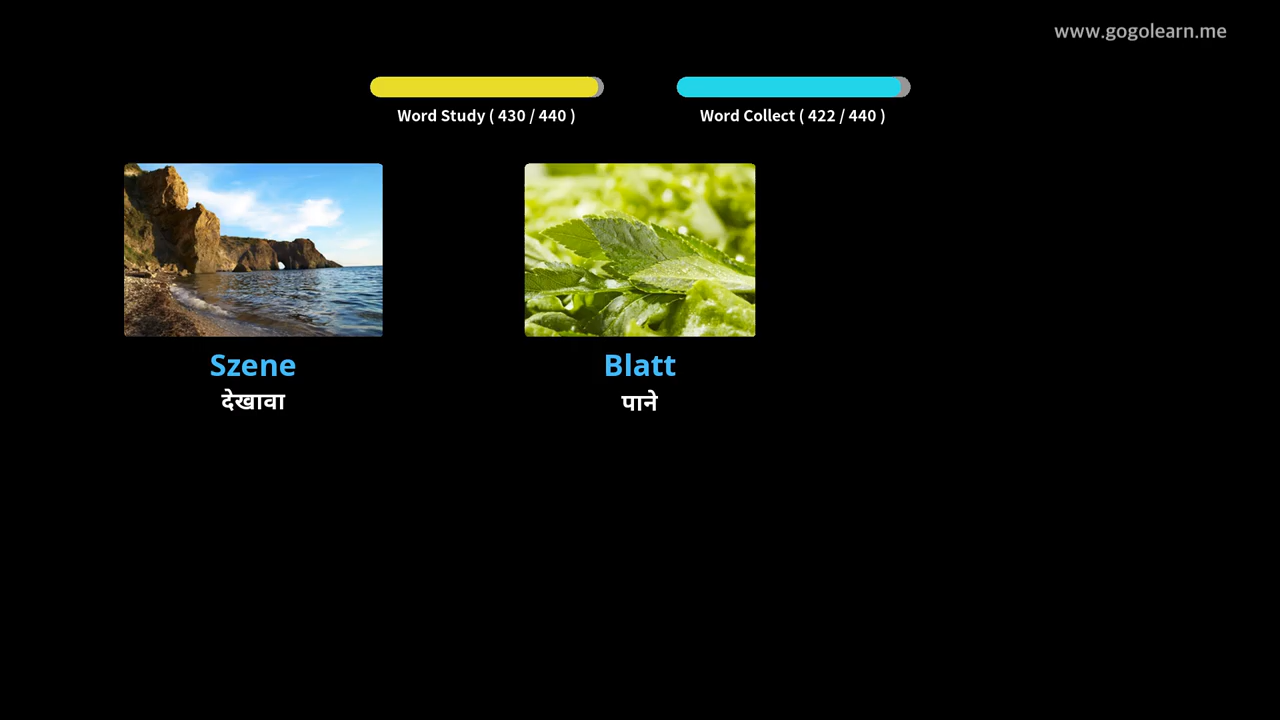 www.gogolearn.me
Word Study ( 430 / 440 )
Word Collect ( 422 / 440 )
Szene
देखावा
Blatt
पाने